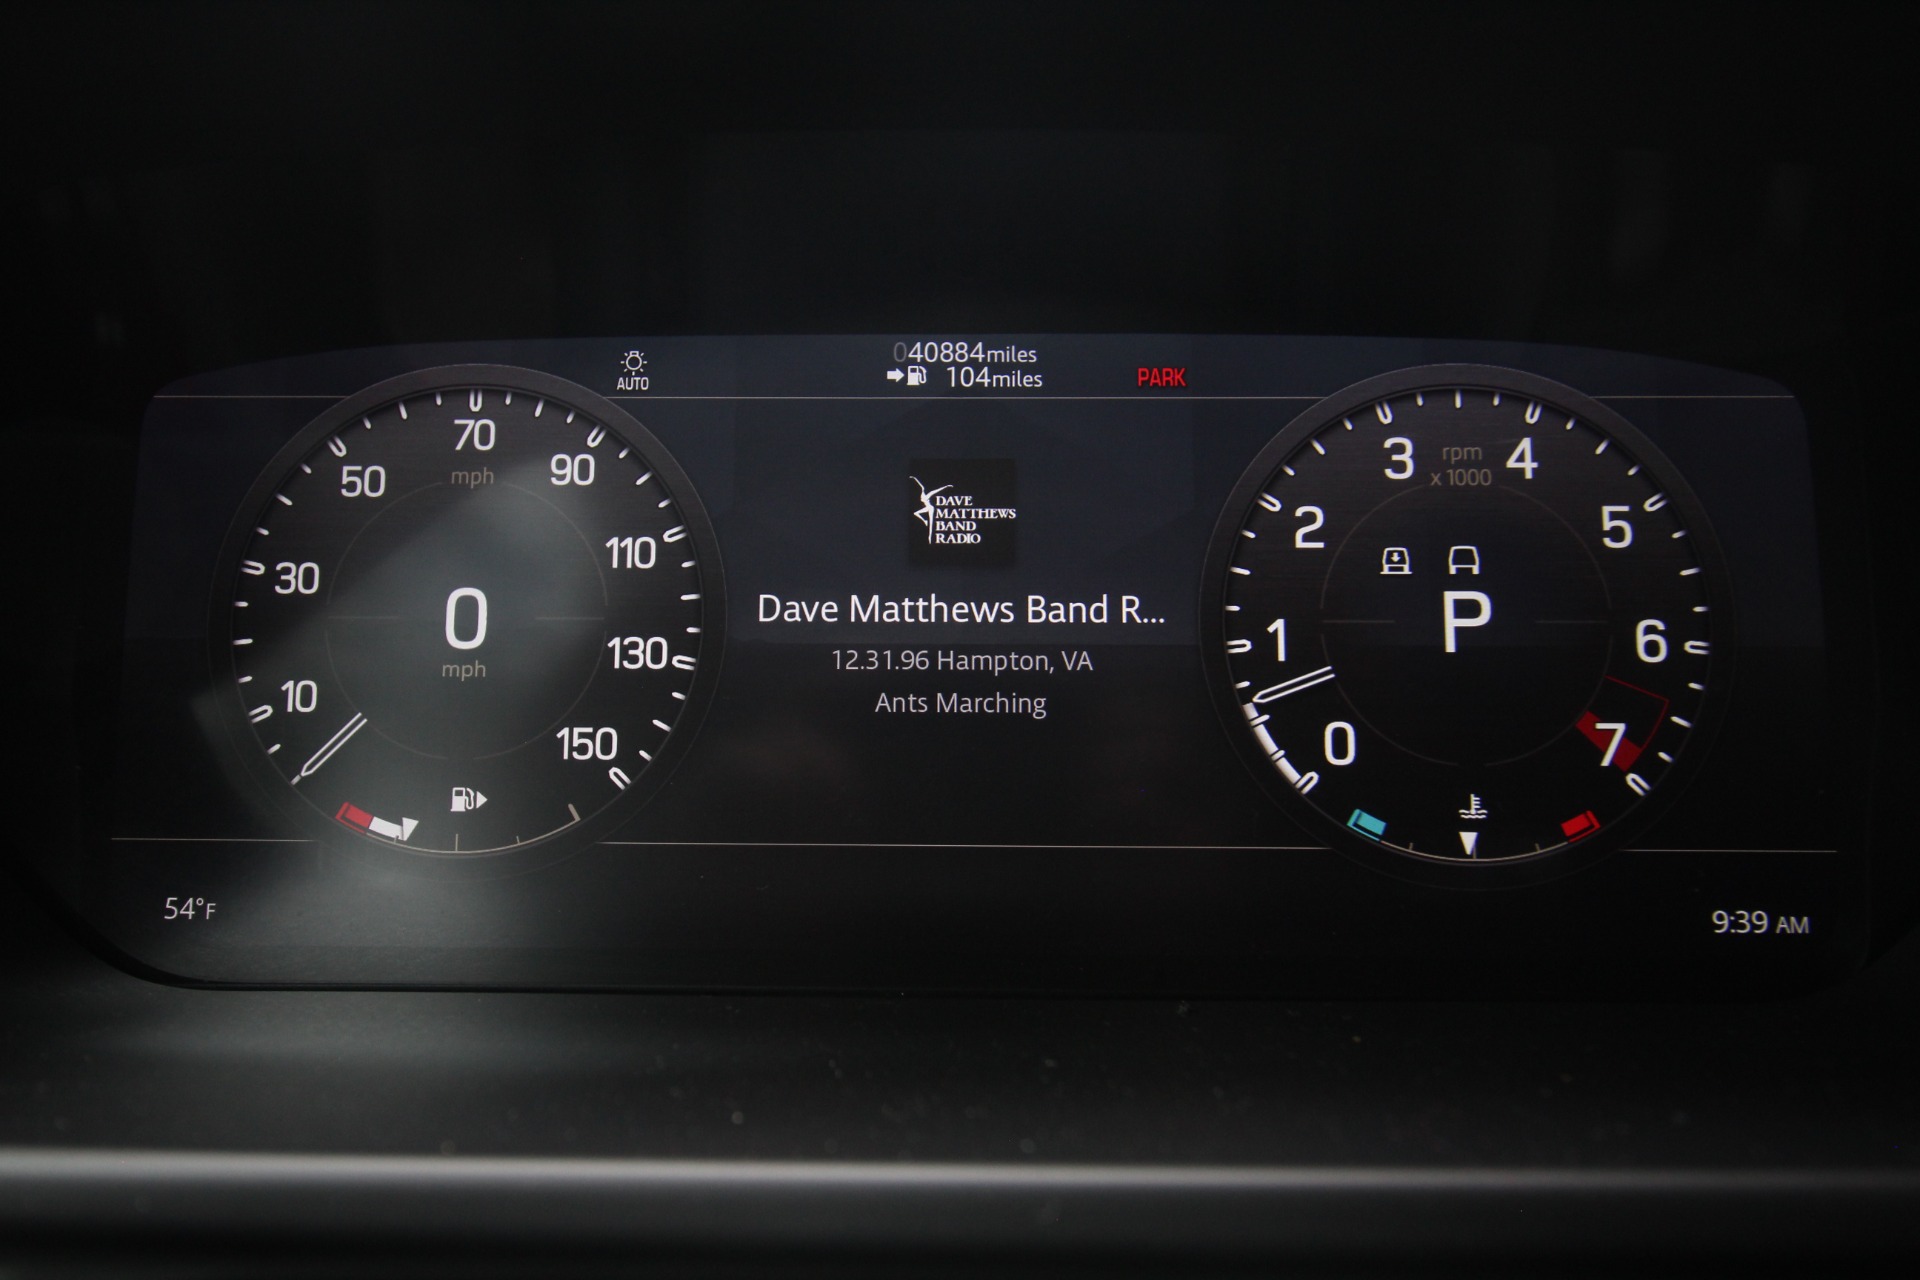 040884miles
104miles
AUTO
PARK
70
mph
50
90
30
110
10
130
150
0
mph
DAVE
MATTHEWS
BAND
RADIO
Dave Matthews Band R...
12.31.96 Hampton, VA
Ants Marching
3
rpm
x 1000
4
2
5
1
P
6
0
7
54°F
9:39 AM